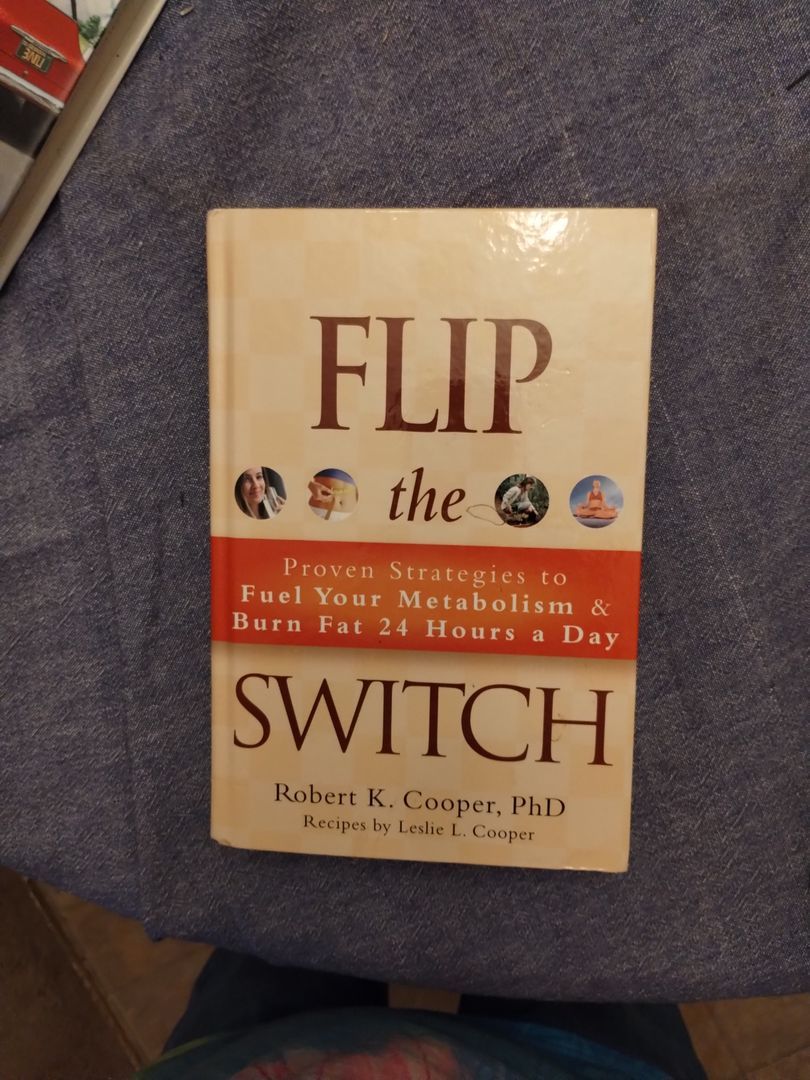 FLIP
the
Proven Strategies to
Fuel Your Metabolism &
Burn Fat 24 Hours a Day
SWITCH
Robert K. Cooper, PhD
Recipes by Leslie L. Cooper